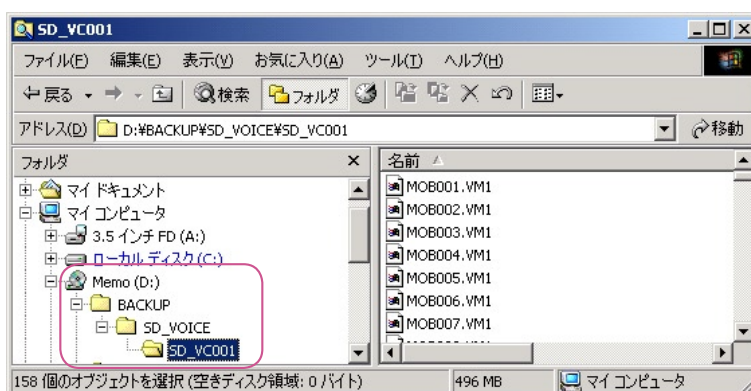 SD_VC001
ファイル(F) 編集(E) 表示(V) お気に入り(A) ツール(T) ヘルプ(H)
戻る 検索 フォルダ
アドレス(D) D:¥BACKUP¥SD_VOICE¥SD_VC001 移動
フォルダ
マイ ドキュメント
マイ コンピュータ
3.5 インチ FD (A:)
ローカル ディスク (C:)
Memo (D:)
BACKUP
SD_VOICE
SD_VC001
名前
MOB001.VM1
MOB002.VM1
MOB003.VM1
MOB004.VM1
MOB005.VM1
MOB006.VM1
MOB007.VM1
158 個のオブジェクトを選択 (空きディスク領域: 0 バイト) 496 MB マイ コンピュータ